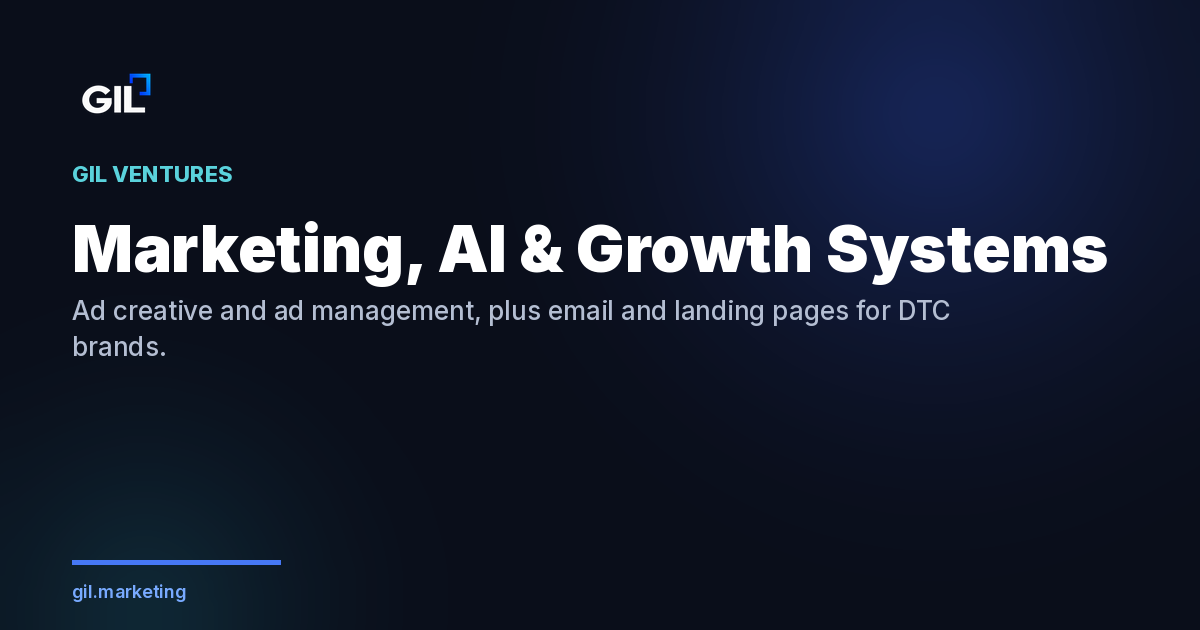 GIL
GIL VENTURES
Marketing, AI & Growth Systems
Ad creative and ad management, plus email and landing pages for DTC
brands.
gil.marketing